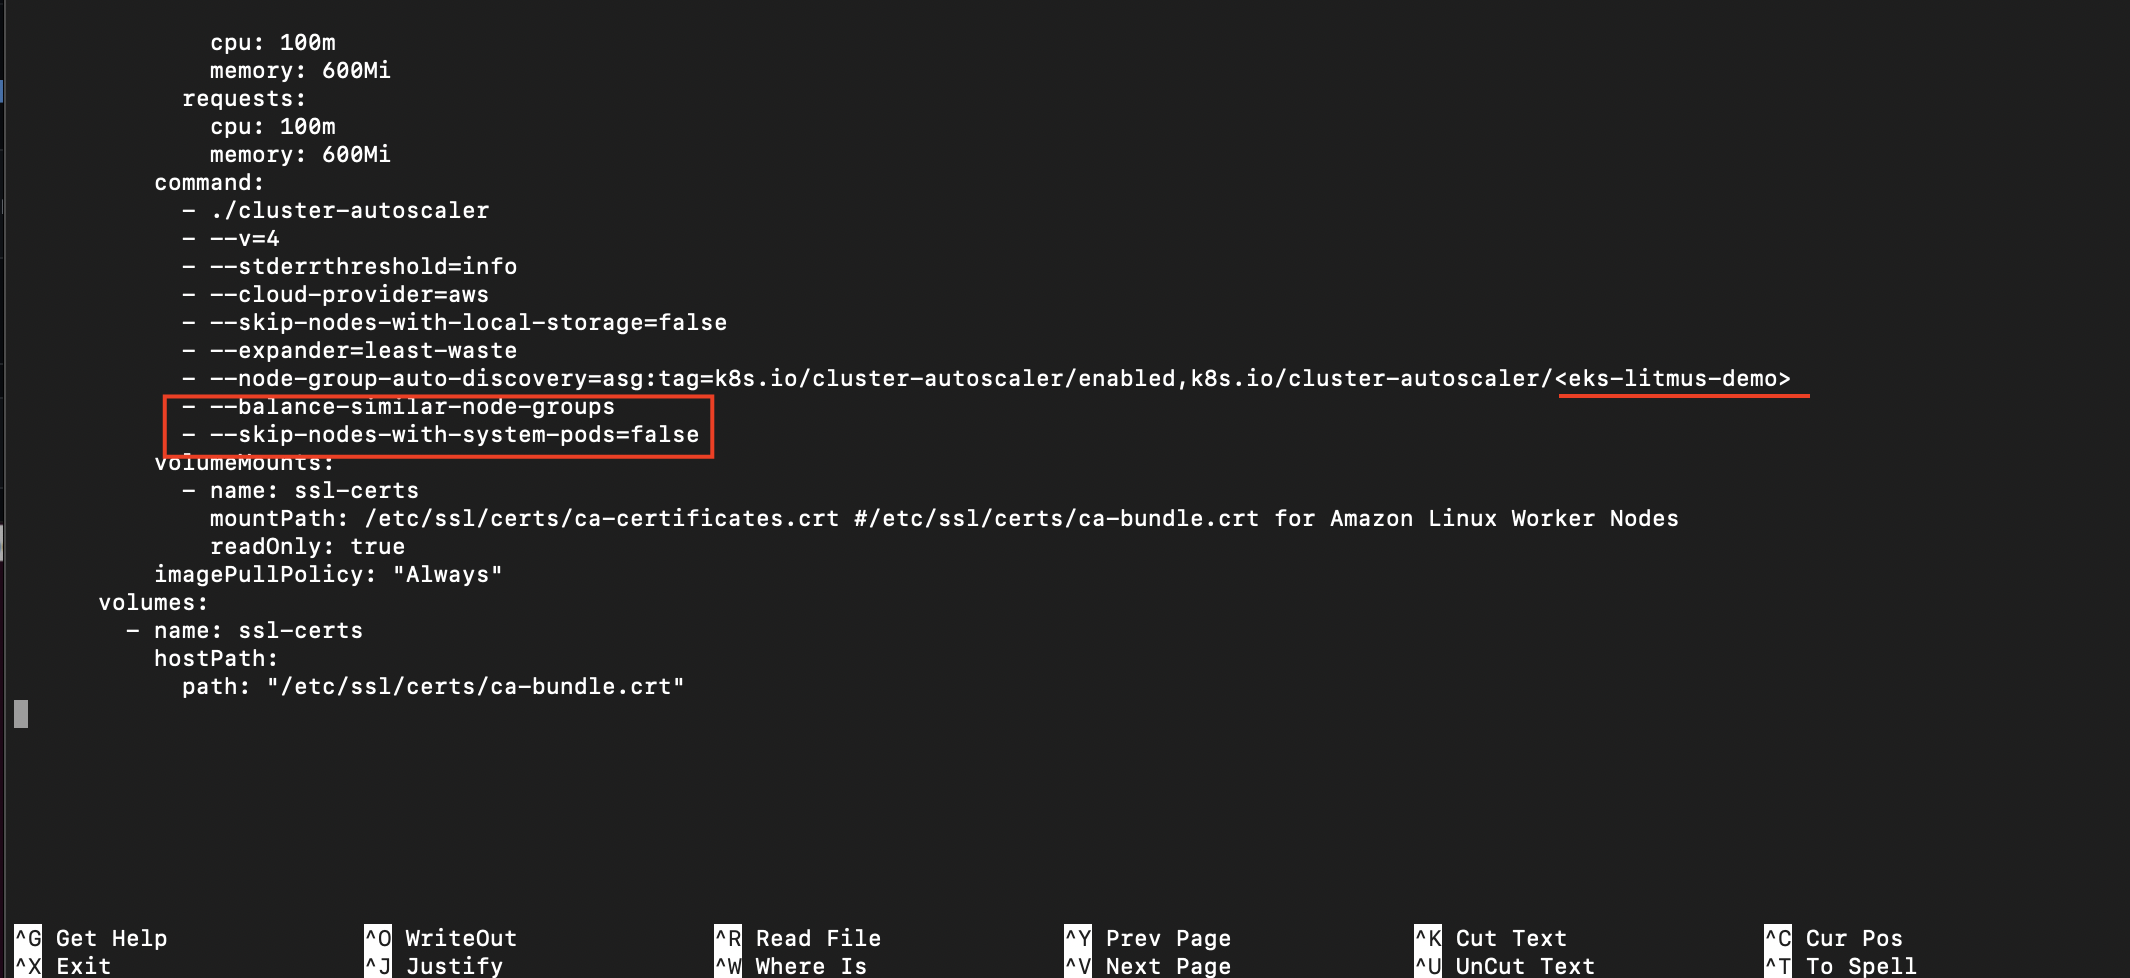 cpu: 100m
memory: 600Mi
requests:
cpu: 100m
memory: 600Mi
command:
- ./cluster-autoscaler
- --v=4
- --stderrthreshold=info
- --cloud-provider=aws
- --skip-nodes-with-local-storage=false
- --expander=least-waste
- --node-group-auto-discovery=asg:tag=k8s.io/cluster-autoscaler/enabled,k8s.io/cluster-autoscaler/<eks-litmus-demo>
- --balance-similar-node-groups
- --skip-nodes-with-system-pods=false
volumeMounts:
- name: ssl-certs
mountPath: /etc/ssl/certs/ca-certificates.crt #/etc/ssl/certs/ca-bundle.crt for Amazon Linux Worker Nodes
readOnly: true
imagePullPolicy: "Always"
volumes:
- name: ssl-certs
hostPath:
path: "/etc/ssl/certs/ca-bundle.crt"
^G Get Help ^O WriteOut ^R Read File ^Y Prev Page ^K Cut Text ^C Cur Pos
^X Exit ^J Justify ^W Where Is ^V Next Page ^U UnCut Text ^T To Spell